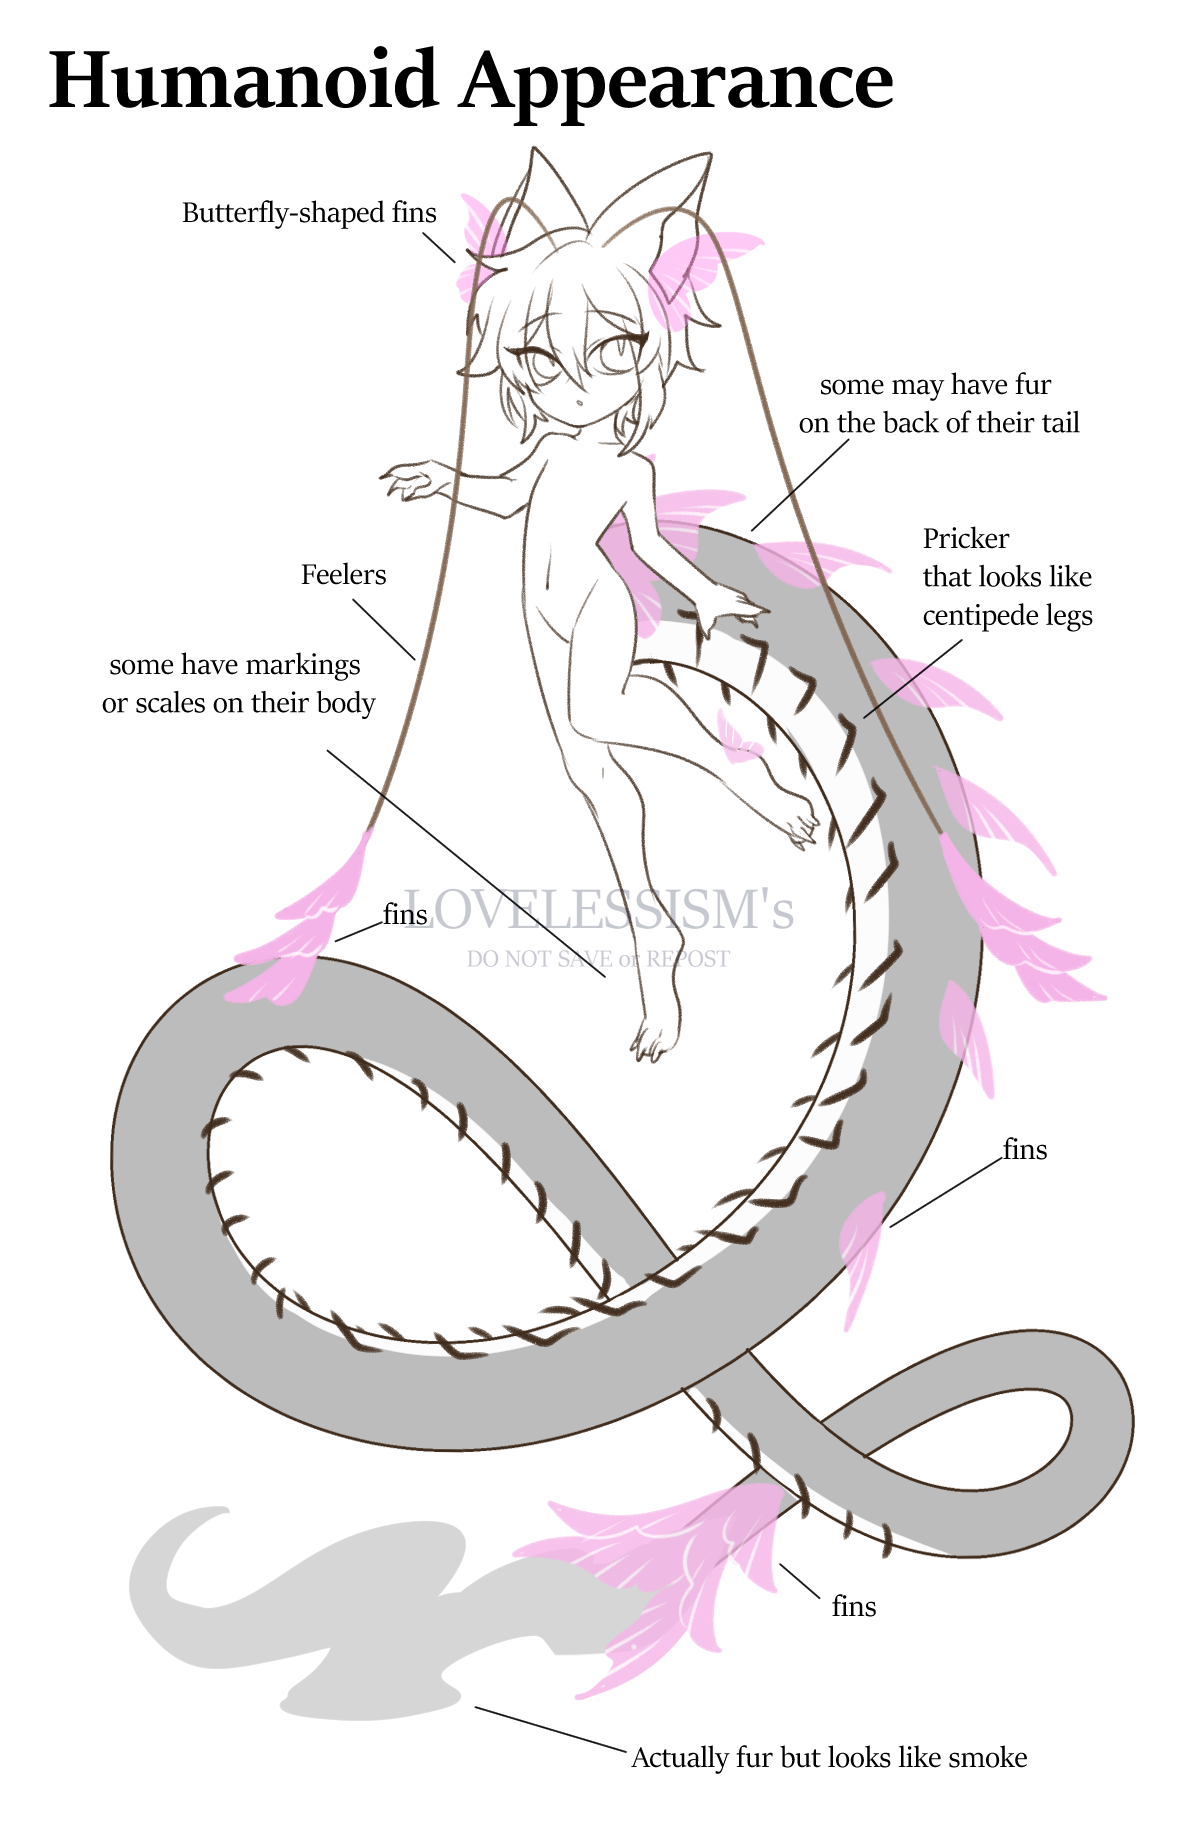 Humanoid Appearance
Butterfly-shaped fins
some may have fur
on the back of their tail
Pricker
that looks like
centipede legs
Feelers
some have markings
or scales on their body
fins
LOVELESSISM's
DO NOT SAVE or REPOST
fins
fins
Actually fur but looks like smoke